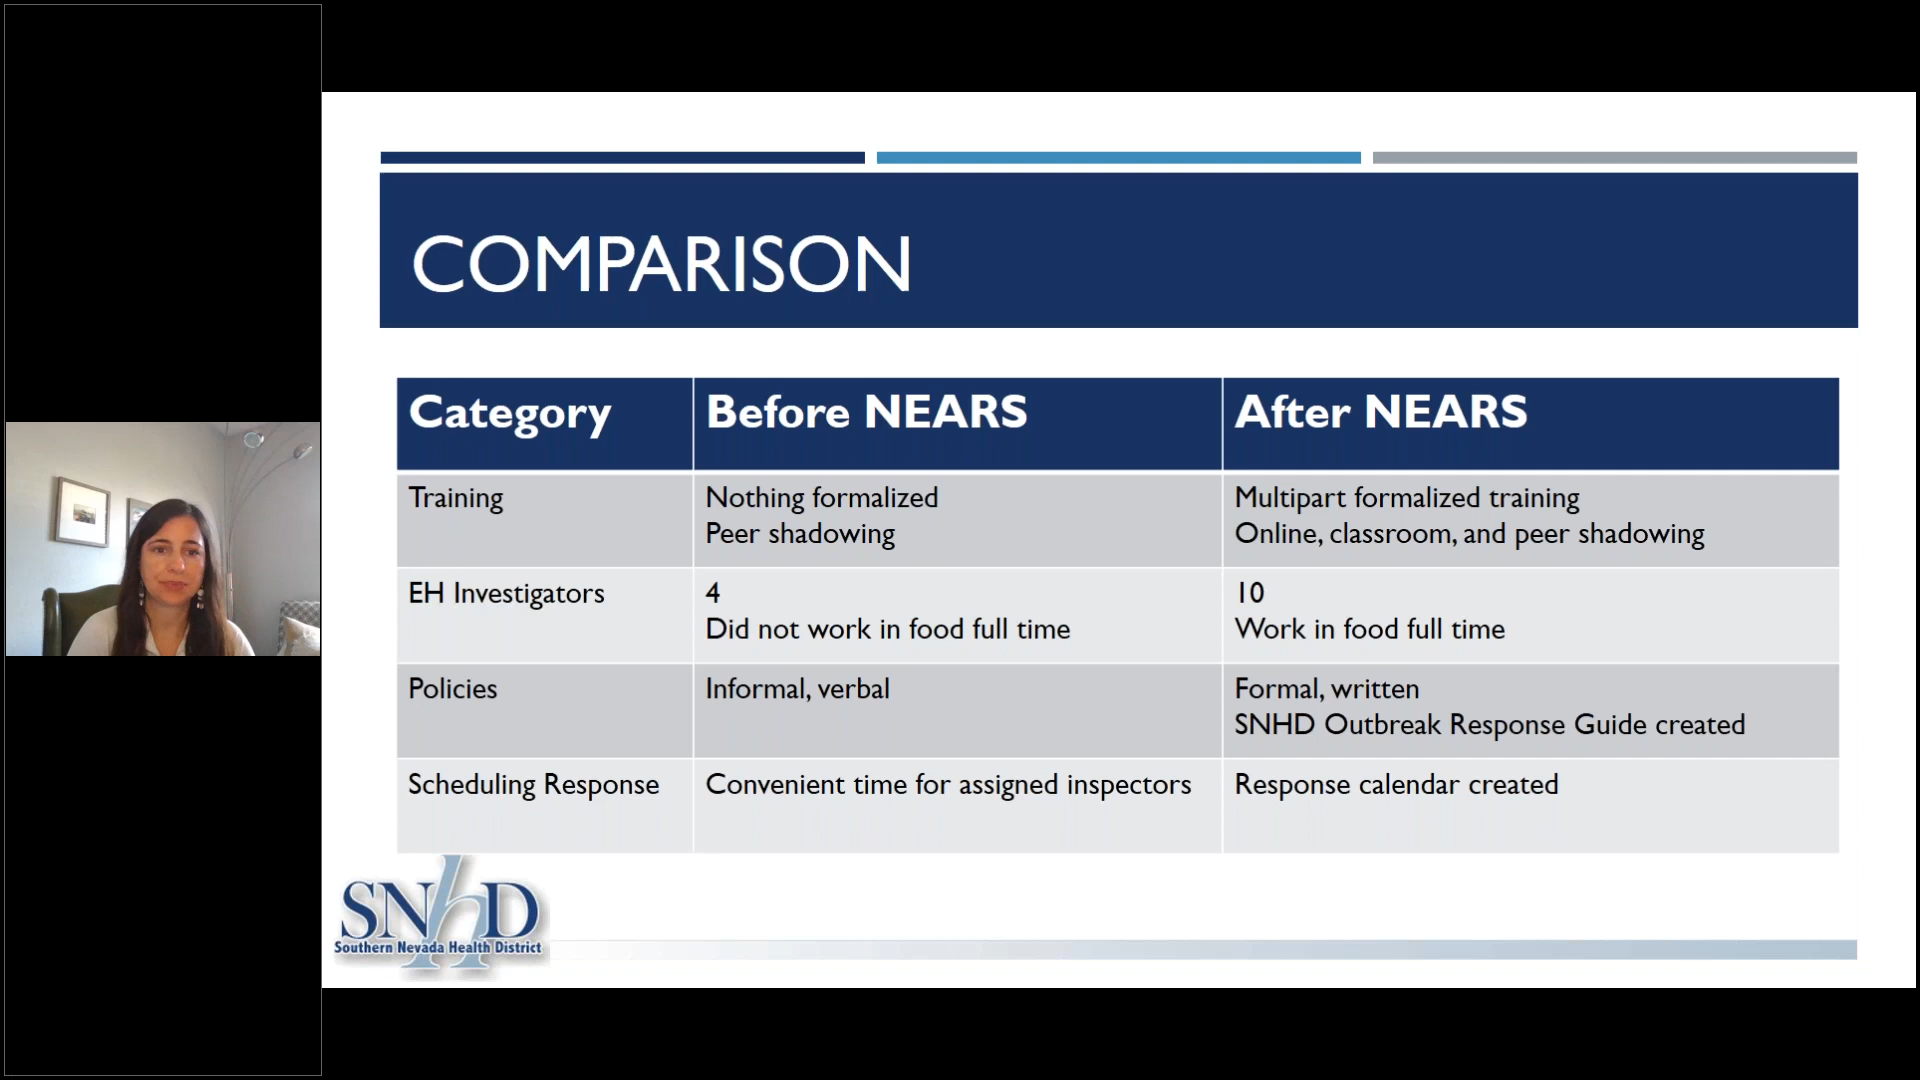 COMPARISON
Category
Before NEARS
After NEARS
Training
Nothing formalized
Peer shadowing
Multipart formalized training
Online, classroom, and peer shadowing
EH Investigators
4
Did not work in food full time
10
Work in food full time
Policies
Informal, verbal
Formal, written
SNHD Outbreak Response Guide created
Scheduling Response
Convenient time for assigned inspectors
Response calendar created
SNhD
Southern Nevada Health District